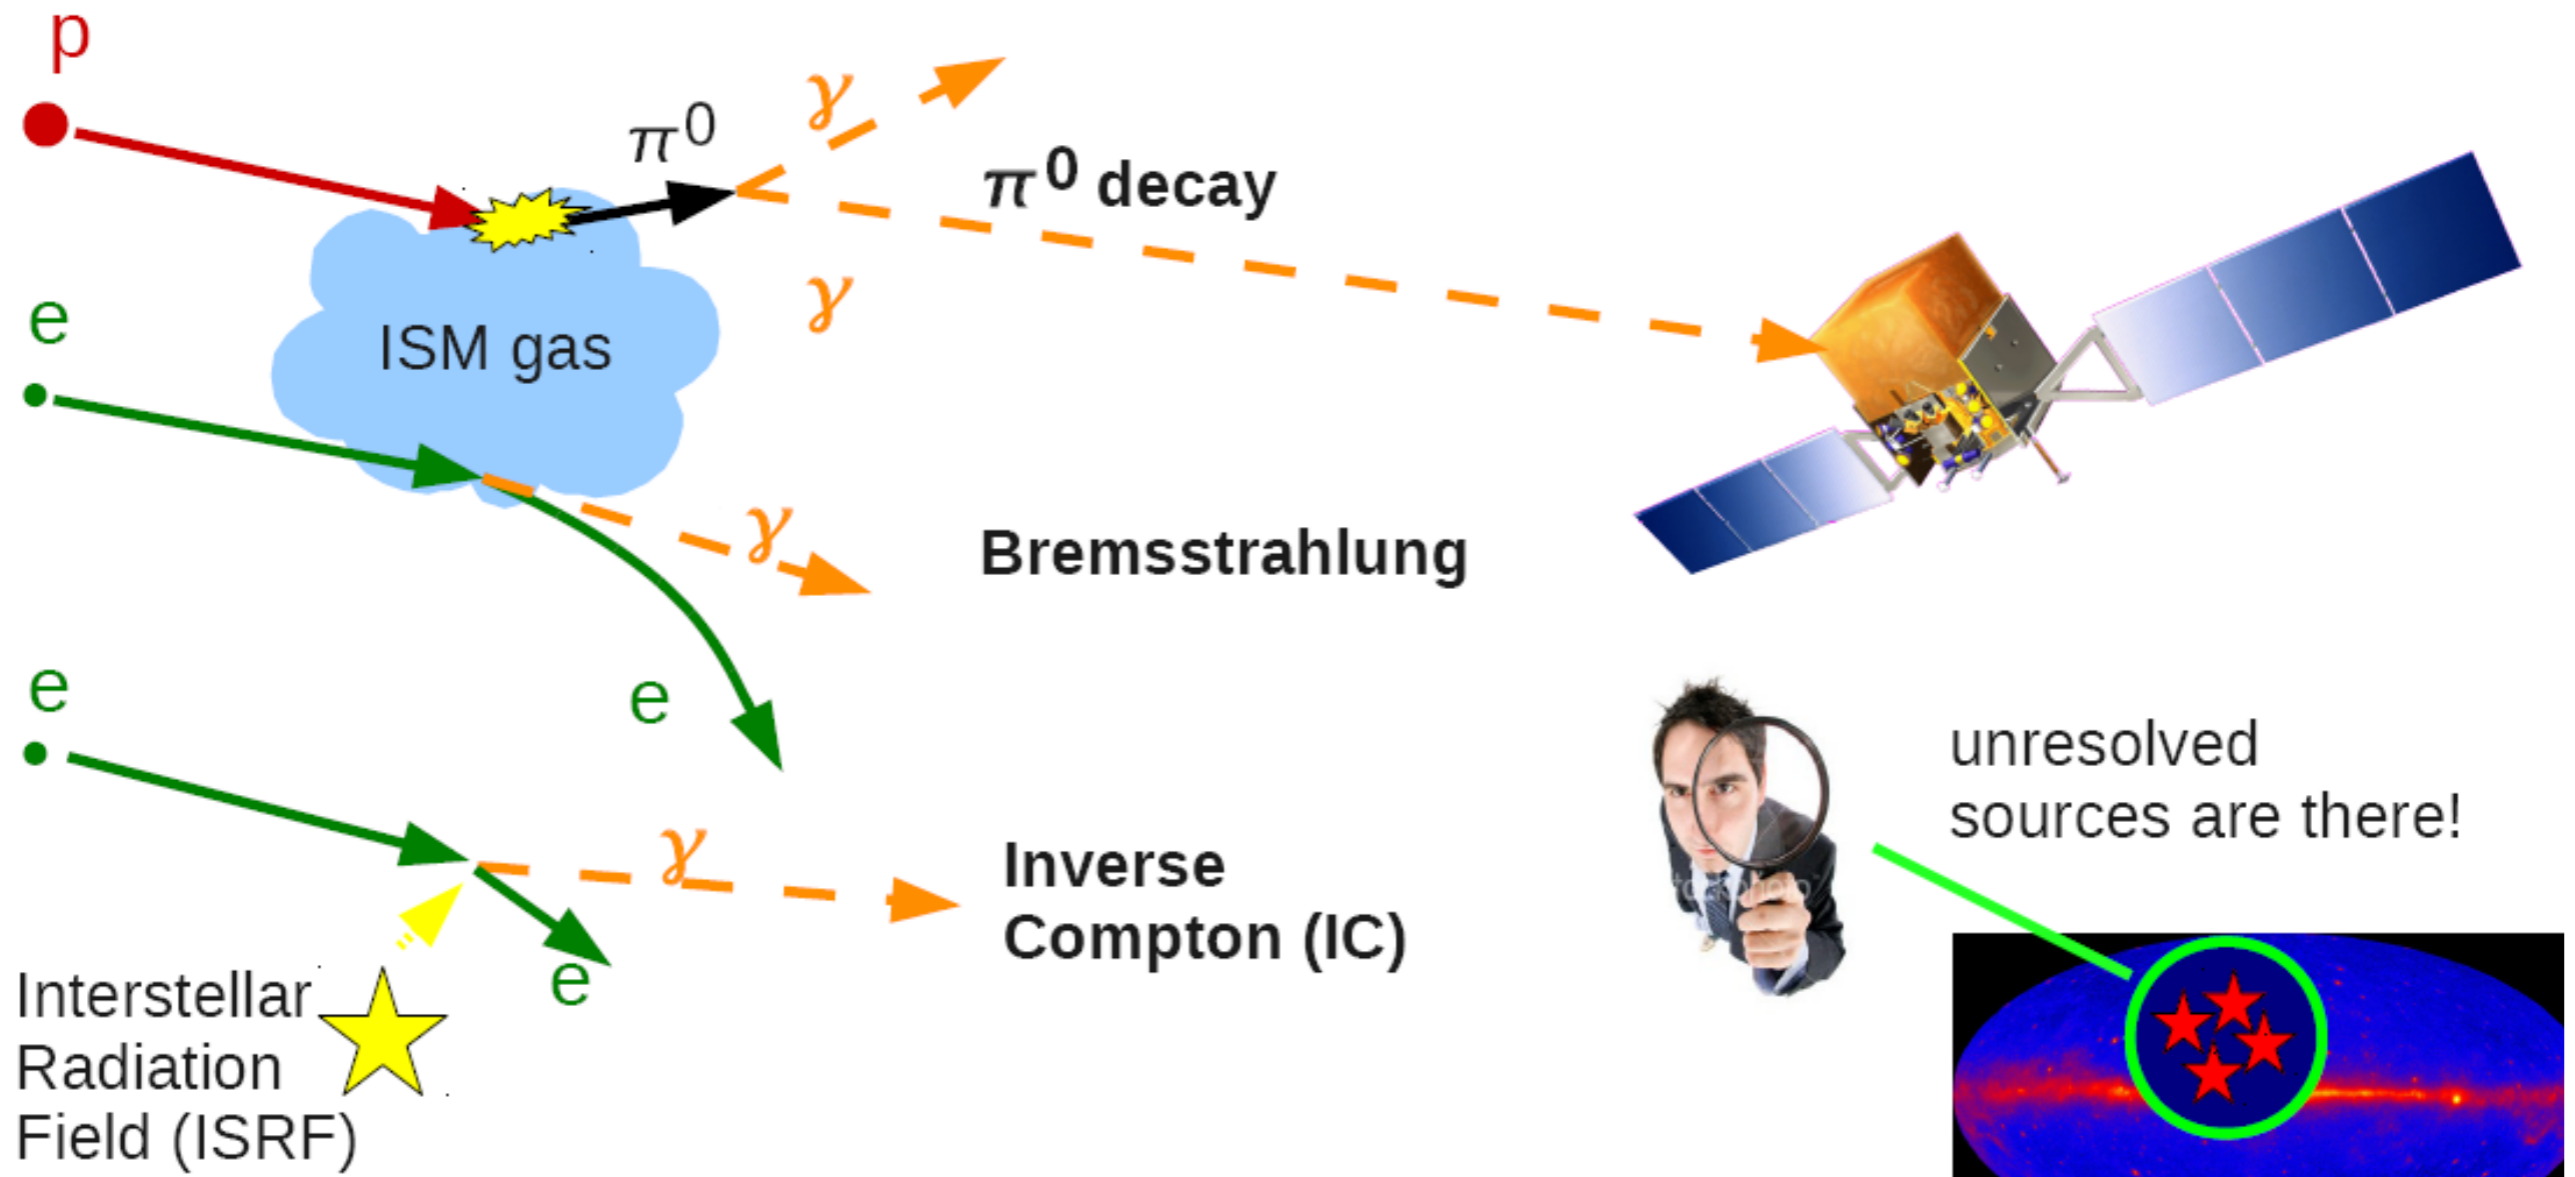 p
γ
π⁰
π⁰ decay
e
γ
ISM gas
γ
Bremsstrahlung
e
e
unresolved
sources are there!
γ
Inverse
Compton (IC)
e
Interstellar
Radiation
Field (ISRF)